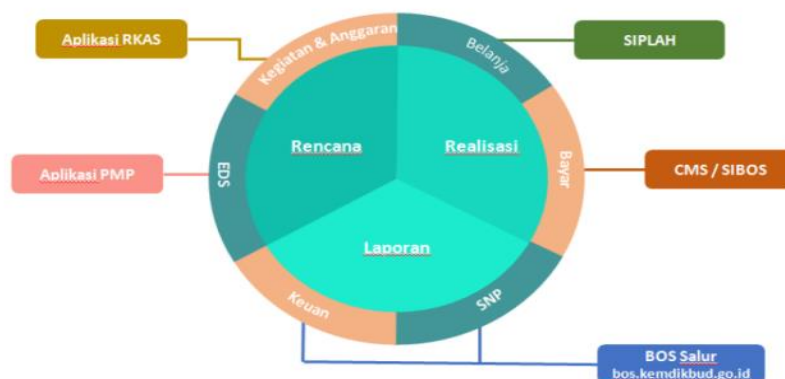 Aplikasi RKAS
Kegiatan & Anggaran
Belanja
SIPLAH
Rencana
Realisasi
Aplikasi PMP
EDS
Bayar
CMS / SIBOS
Laporan
Keuan
SNP
BOS Salur
bos.kemdikbud.go.id